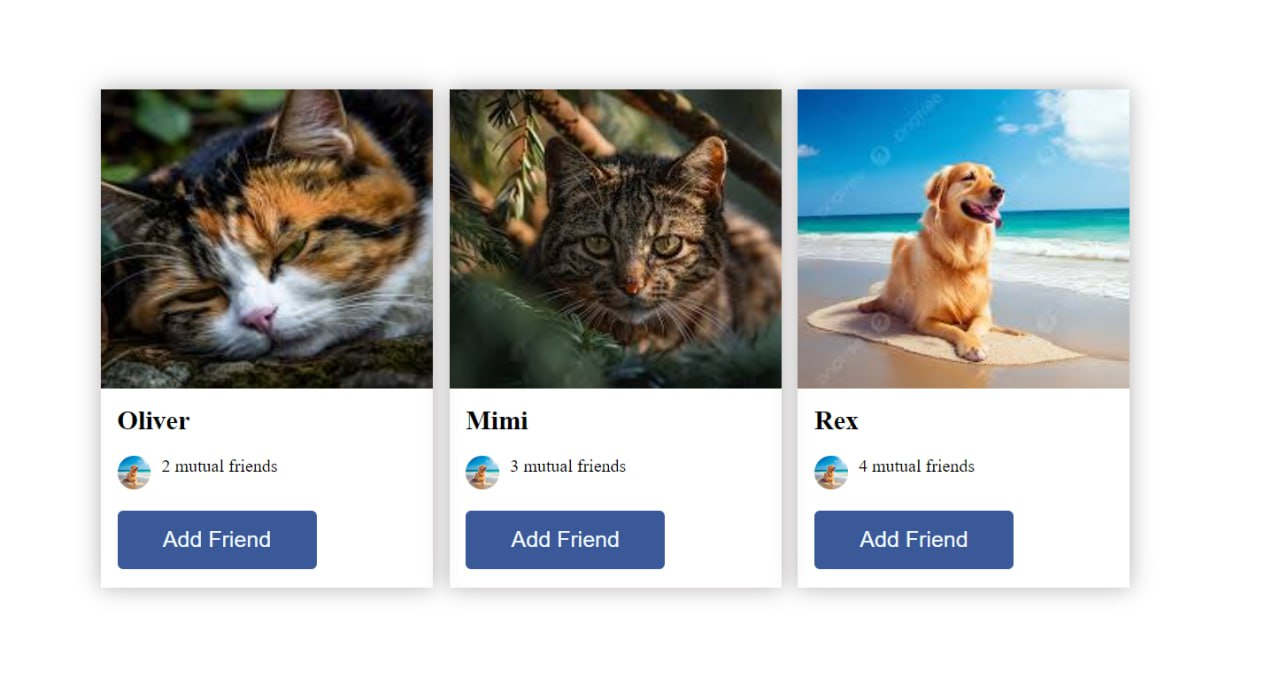 Oliver
2 mutual friends
Add Friend
Mimi
3 mutual friends
Add Friend
Rex
4 mutual friends
Add Friend